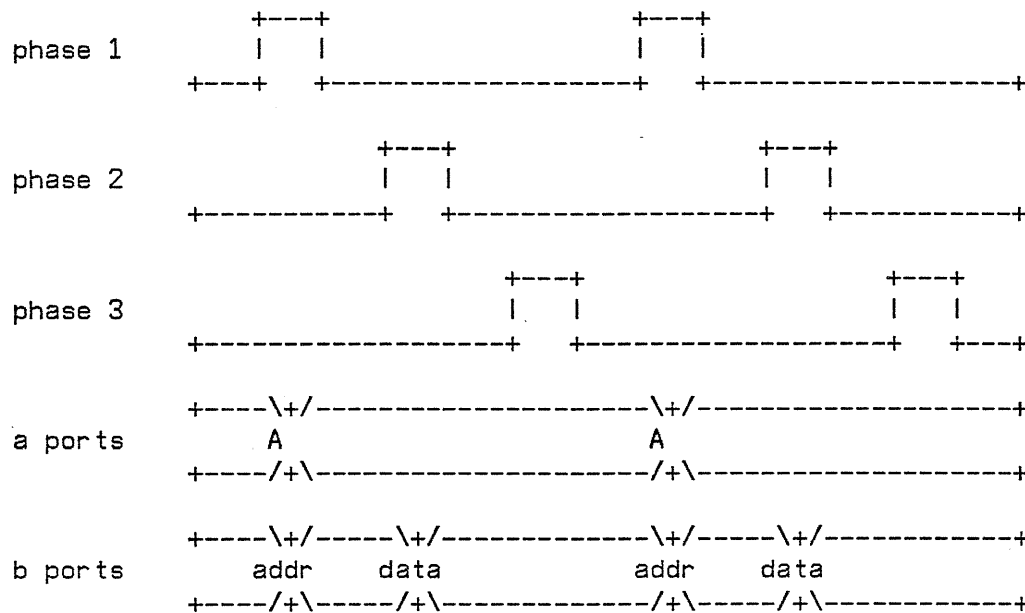 phase 1
phase 2
phase 3
a ports A A
b ports addr data addr data